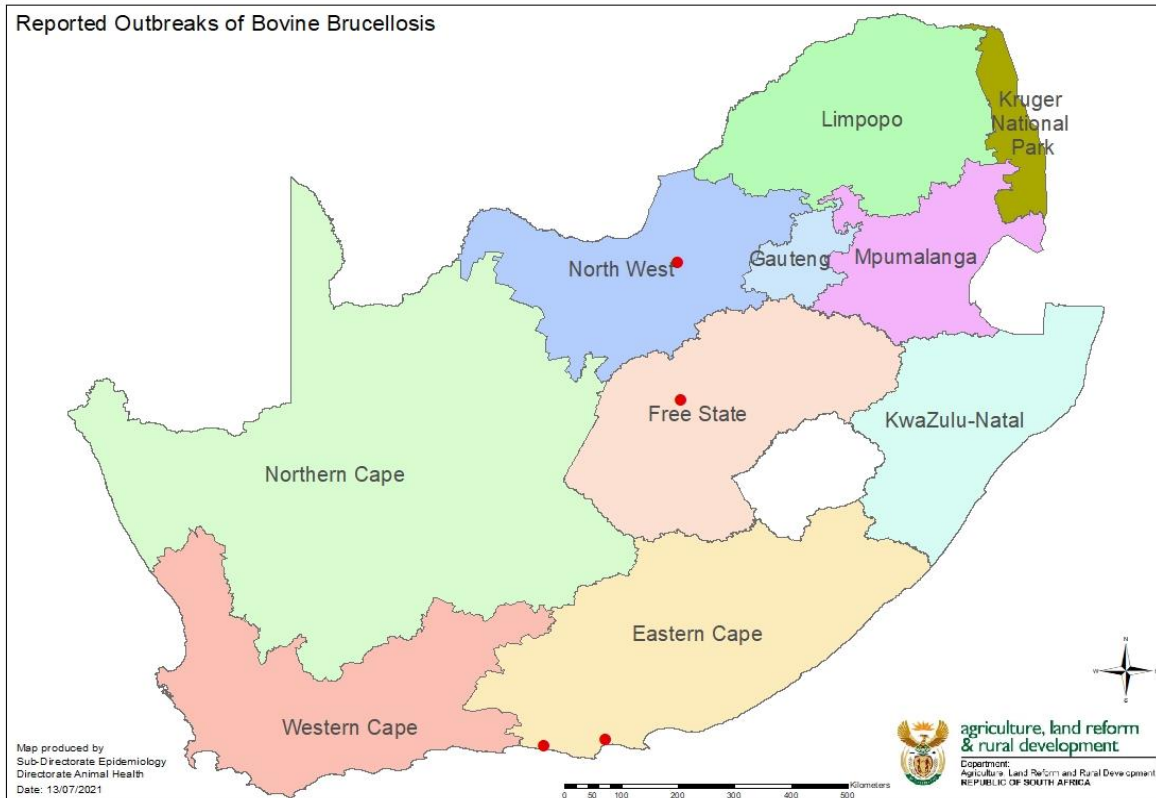 Reported Outbreaks of Bovine Brucellosis
Limpopo
Kruger
National
Park
North West
Gauteng
Mpumalanga
Free State
KwaZulu-Natal
Northern Cape
Eastern Cape
Western Cape
N
W
S
Map produced by
Sub-Directorate Epidemiology
Directorate Animal Health
Date: 13/07/2021
Kilometers
0 50 100 200 300 400 500
agriculture, land reform
& rural development
Department:
Agriculture, Land Reform and Rural Development
REPUBLIC OF SOUTH AFRICA